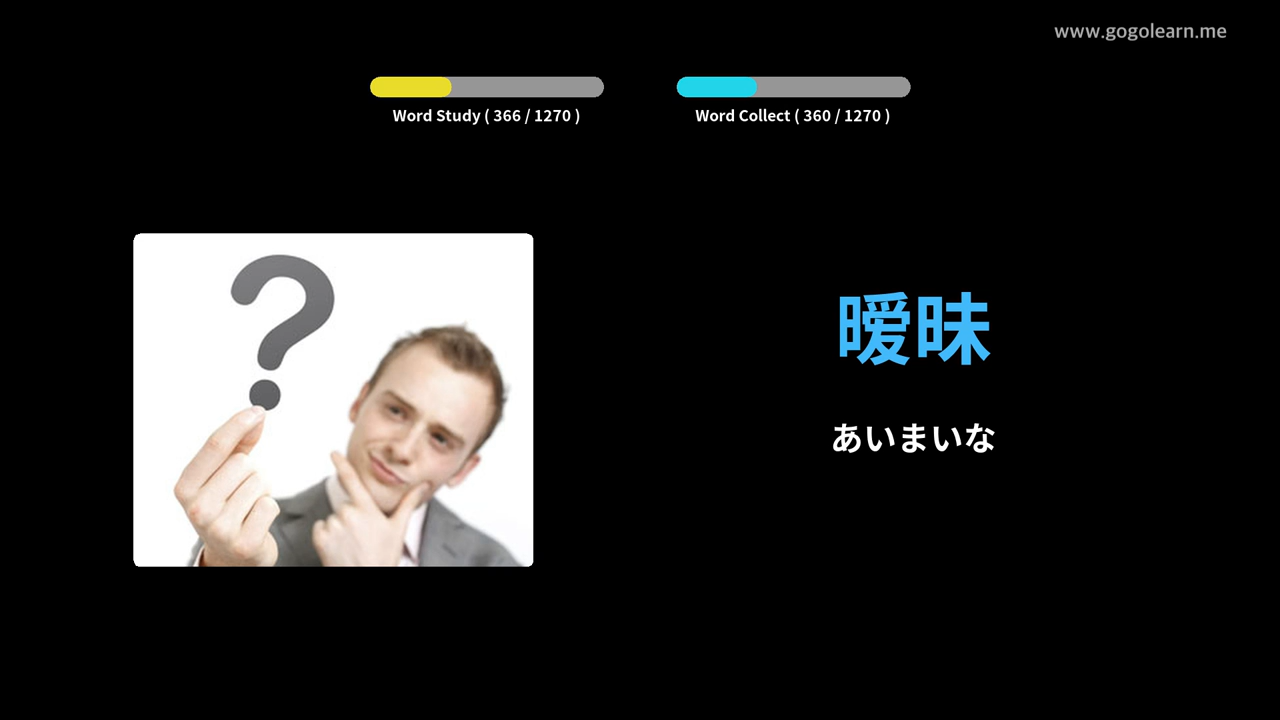 www.gogolearn.me
Word Study ( 366 / 1270 )
Word Collect ( 360 / 1270 )
?
曖昧
あいまいな